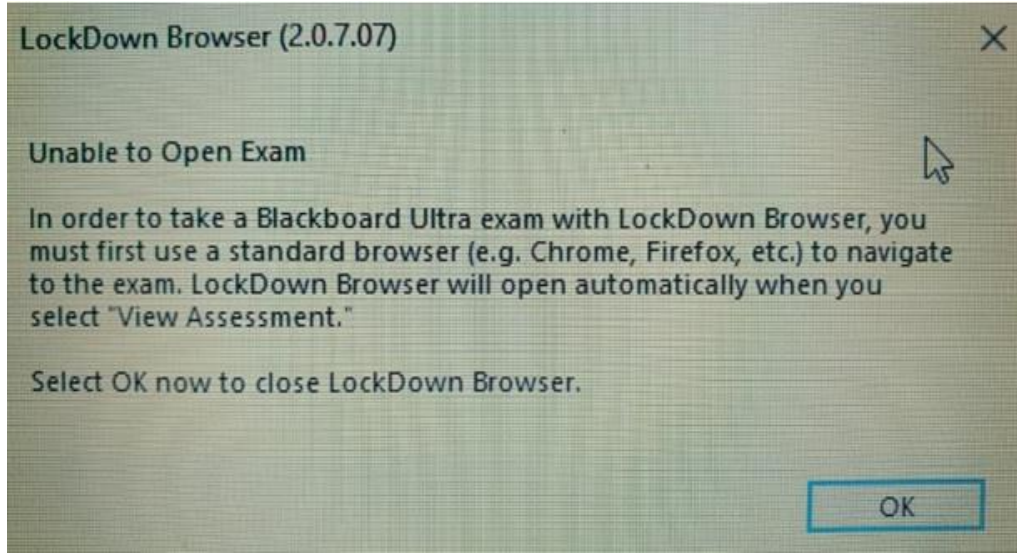 LockDown Browser (2.0.7.07)
Unable to Open Exam
In order to take a Blackboard Ultra exam with LockDown Browser, you
must first use a standard browser (e.g. Chrome, Firefox, etc.) to navigate
to the exam. LockDown Browser will open automatically when you
select "View Assessment."
Select OK now to close LockDown Browser.
OK